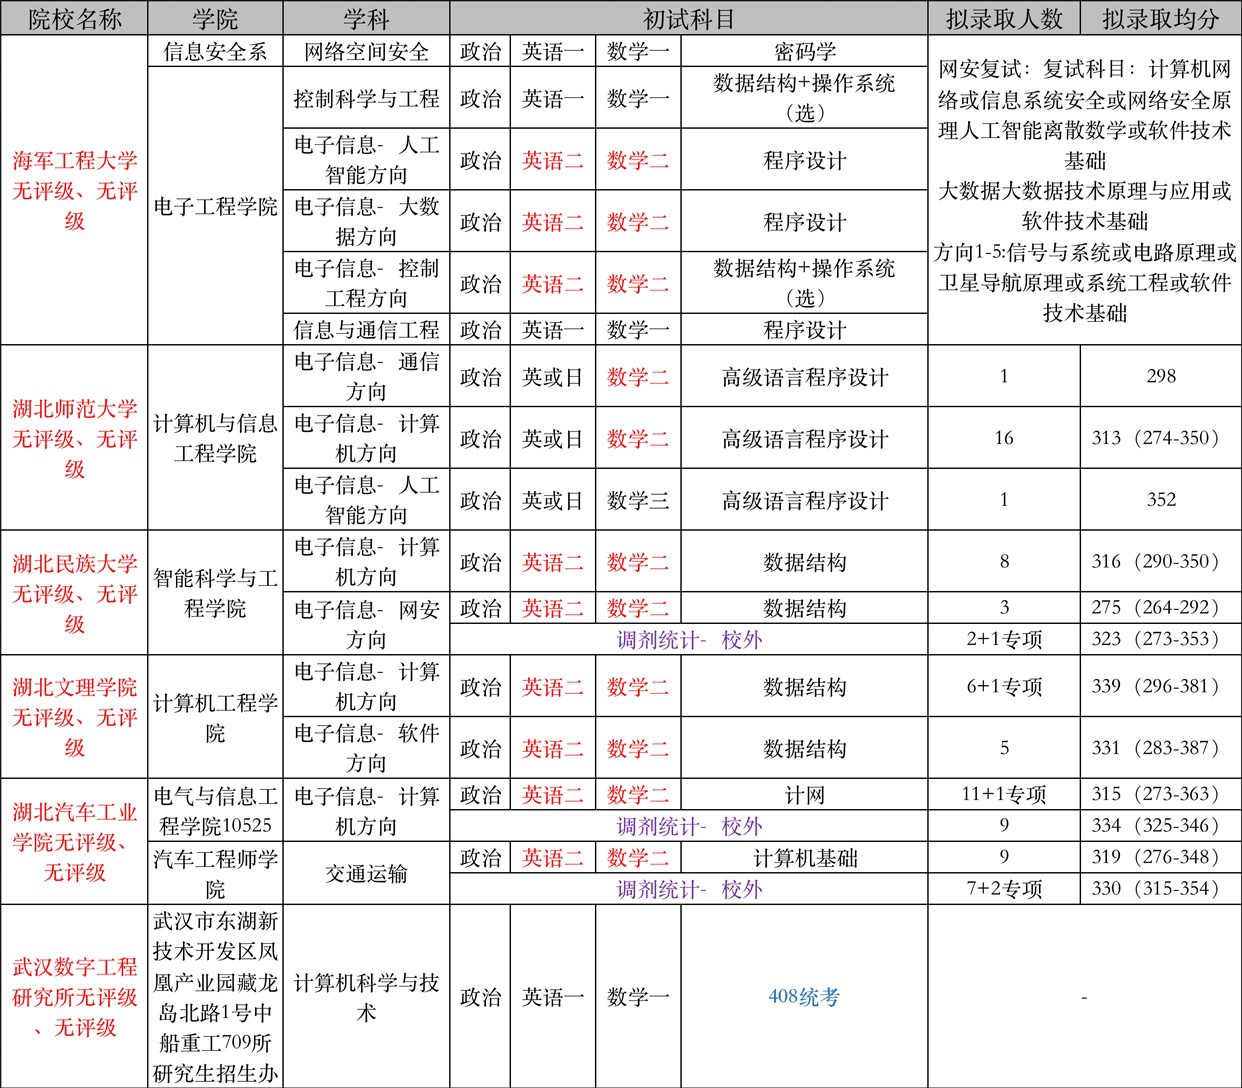 院校名称 学院 学科 初试科目 拟录取人数 拟录取均分
海军工程大学
无评级、无评
级
信息安全系 网络空间安全 政治 英语一 数学一 密码学
电子工程学院
控制科学与工程 政治 英语一 数学一 数据结构+操作系统
（选）
电子信息- 人工
智能方向 政治 英语二 数学二 程序设计
电子信息- 大数
据方向 政治 英语二 数学二 程序设计
电子信息- 控制
工程方向 政治 英语二 数学二 数据结构+操作系统
（选）
信息与通信工程 政治 英语一 数学一 程序设计
网安复试：复试科目：计算机网
络或信息系统安全或网络安全原
理人工智能离散数学或软件技术
基础
大数据大数据技术原理与应用或
软件技术基础
方向1-5:信号与系统或电路原理或
卫星导航原理或系统工程或软件
技术基础
湖北师范大学
无评级、无评
级
计算机与信息
工程学院
电子信息- 通信
方向 政治 英或日 数学二 高级语言程序设计 1 298
电子信息- 计算
机方向 政治 英或日 数学二 高级语言程序设计 16 313（274-350）
电子信息- 人工
智能方向 政治 英或日 数学三 高级语言程序设计 1 352
湖北民族大学
无评级、无评
级
智能科学与工
程学院
电子信息- 计算
机方向 政治 英语二 数学二 数据结构 8 316（290-350）
电子信息- 网安
方向 政治 英语二 数学二 数据结构 3 275（264-292）
调剂统计- 校外 2+1专项 323（273-353）
湖北文理学院
无评级、无评
级
计算机工程学
院
电子信息- 计算
机方向 政治 英语二 数学二 数据结构 6+1专项 339（296-381）
电子信息- 软件
方向 政治 英语二 数学二 数据结构 5 331（283-387）
湖北汽车工业
学院无评级、
无评级
电气与信息工
程学院10525
电子信息- 计算
机方向 政治 英语二 数学二 计网 11+1专项 315（273-363）
调剂统计- 校外 9 334（325-346）
汽车工程师学
院
交通运输 政治 英语二 数学二 计算机基础 9 319（276-348）
调剂统计- 校外 7+2专项 330（315-354）
武汉数字工程
研究所无评级
、无评级
武汉市东湖新
技术开发区凤
凰产业园藏龙
岛北路1号中
船重工709所
研究生招生办
计算机科学与技
术 政治 英语一 数学一 408统考 -